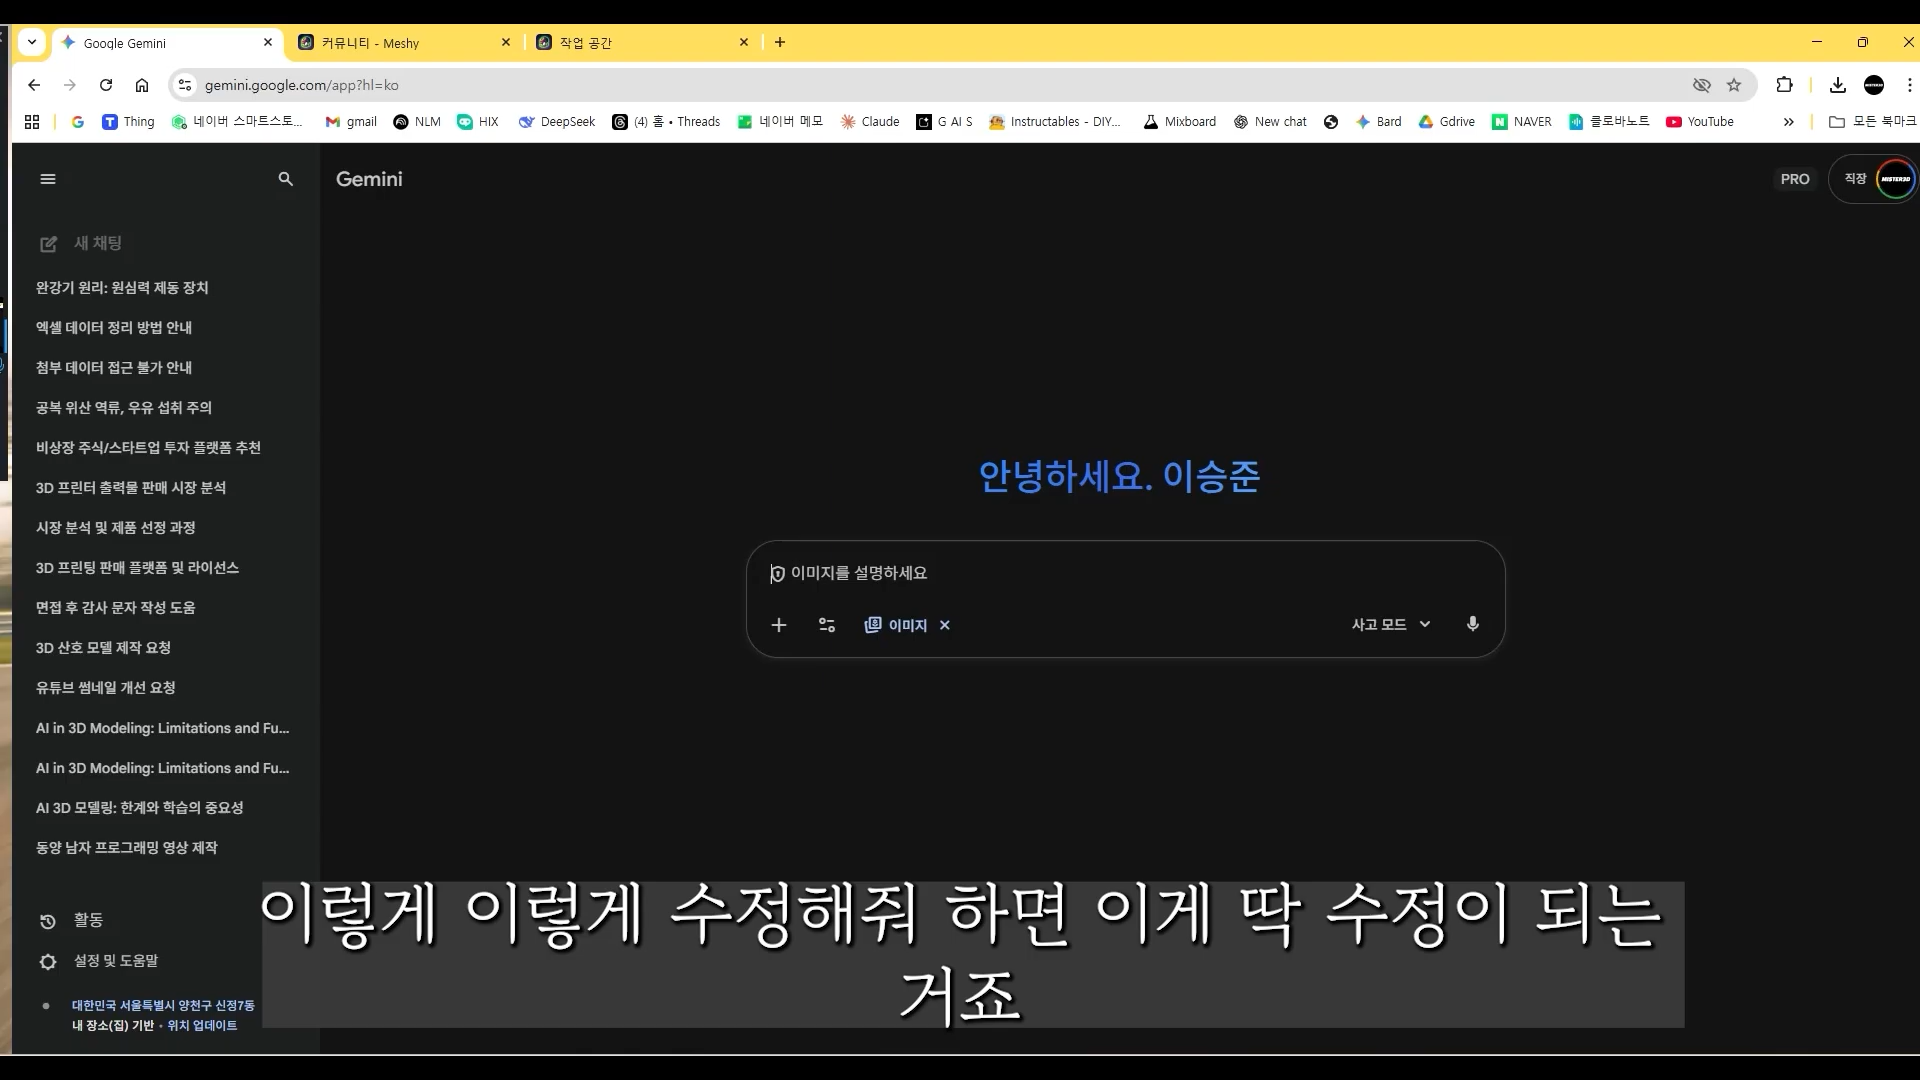 Google Gemini
커뮤니티 - Meshy
작업 공간
gemini.google.com/app?hl=ko
Thing
네이버 스마트스토...
gmail
NLM
HIX
DeepSeek
(4) 홈 • Threads
네이버 메모
Claude
G AI S
Instructables - DIY...
Mixboard
New chat
Bard
Gdrive
NAVER
클로바노트
YouTube
모든 북마크
Gemini
PRO
직장
MISTER3D
새 채팅
완강기 원리: 원심력 제동 장치
엑셀 데이터 정리 방법 안내
첨부 데이터 접근 불가 안내
공복 위산 역류, 우유 섭취 주의
비상장 주식/스타트업 투자 플랫폼 추천
3D 프린터 출력물 판매 시장 분석
시장 분석 및 제품 선정 과정
3D 프린팅 판매 플랫폼 및 라이선스
면접 후 감사 문자 작성 도움
3D 산호 모델 제작 요청
유튜브 썸네일 개선 요청
AI in 3D Modeling: Limitations and Fu...
AI in 3D Modeling: Limitations and Fu...
AI 3D 모델링: 한계와 학습의 중요성
동양 남자 프로그래밍 영상 제작
안녕하세요. 이승준
이미지를 설명하세요
이미지
사고 모드
활동
설정 및 도움말
대한민국 서울특별시 양천구 신정7동
내 장소(집) 기반 • 위치 업데이트
이렇게 이렇게 수정해줘 하면 이게 딱 수정이 되는
거죠